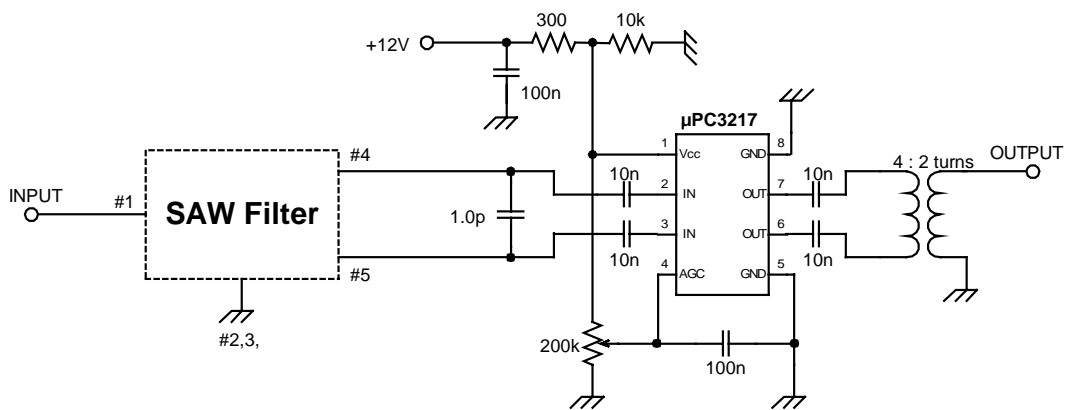 300
10k
+12V
100n
µPC3217
1
8
Vcc
GND
#4
10n
4 : 2 turns
OUTPUT
10n
2
7
INPUT
IN
OUT
#1
SAW Filter
1.0p
3
6
IN
OUT
10n
10n
4
5
#5
AGC
GND
#2,3,
200k
100n